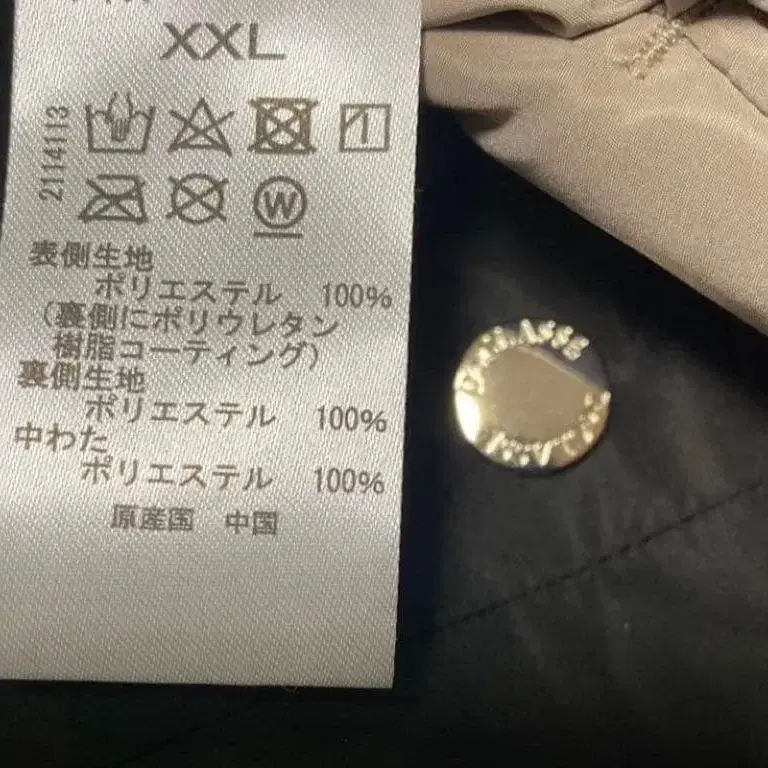 XXL
2114113
W
表側生地
ポリエステル 100%
(裏側にポリウレタン
樹脂コーティング)
裏側生地
ポリエステル 100%
中わた
ポリエステル 100%
原産国 中国